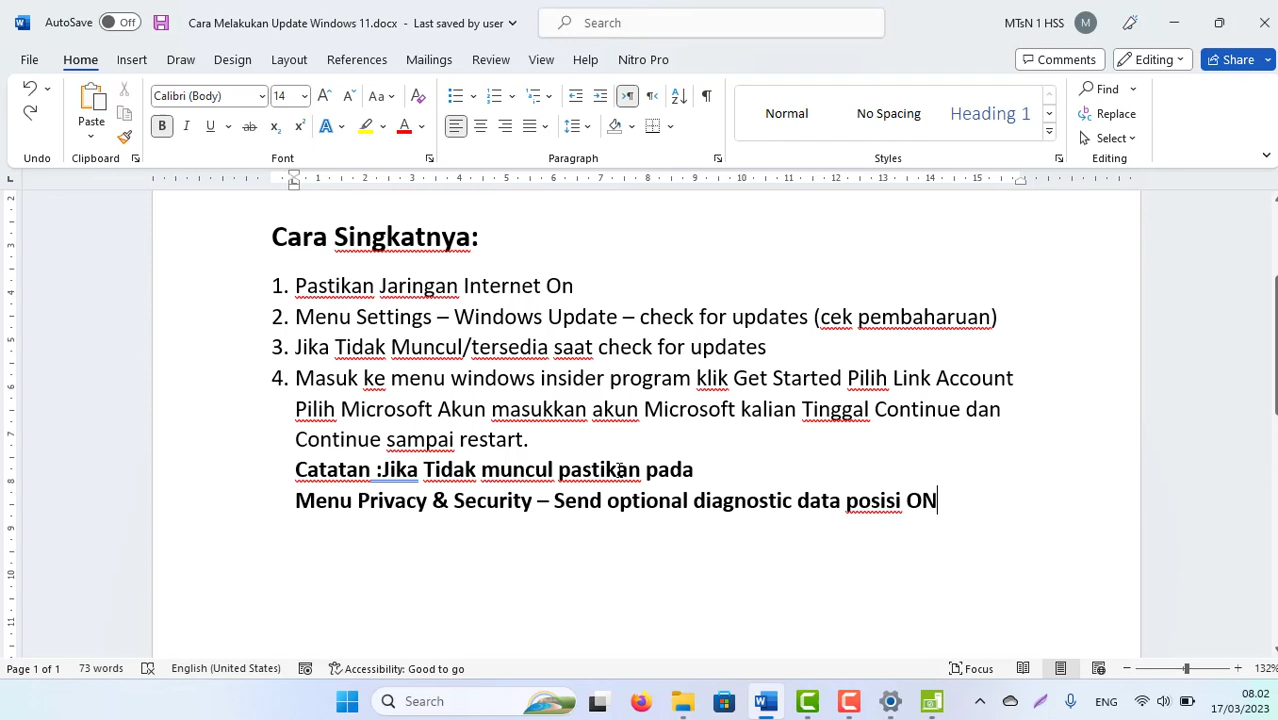 AutoSave Off Cara Melakukan Update Windows 11.docx - Last saved by user Search MTsN 1 HSS M
File Home Insert Draw Design Layout References Mailings Review View Help Nitro Pro Comments Editing Share
Paste Calibri (Body) 14 Aa Normal No Spacing Heading 1 Find Replace Select
Undo Clipboard Font Paragraph Styles Editing
Cara Singkatnya:
1. Pastikan Jaringan Internet On
2. Menu Settings – Windows Update – check for updates (cek pembaharuan)
3. Jika Tidak Muncul/tersedia saat check for updates
4. Masuk ke menu windows insider program klik Get Started Pilih Link Account
Pilih Microsoft Akun masukkan akun Microsoft kalian Tinggal Continue dan
Continue sampai restart.
Catatan :Jika Tidak muncul pastikan pada
Menu Privacy & Security – Send optional diagnostic data posisi ON
Page 1 of 1 73 words English (United States) Accessibility: Good to go Focus 132%
Search ENG 08.02
17/03/2023